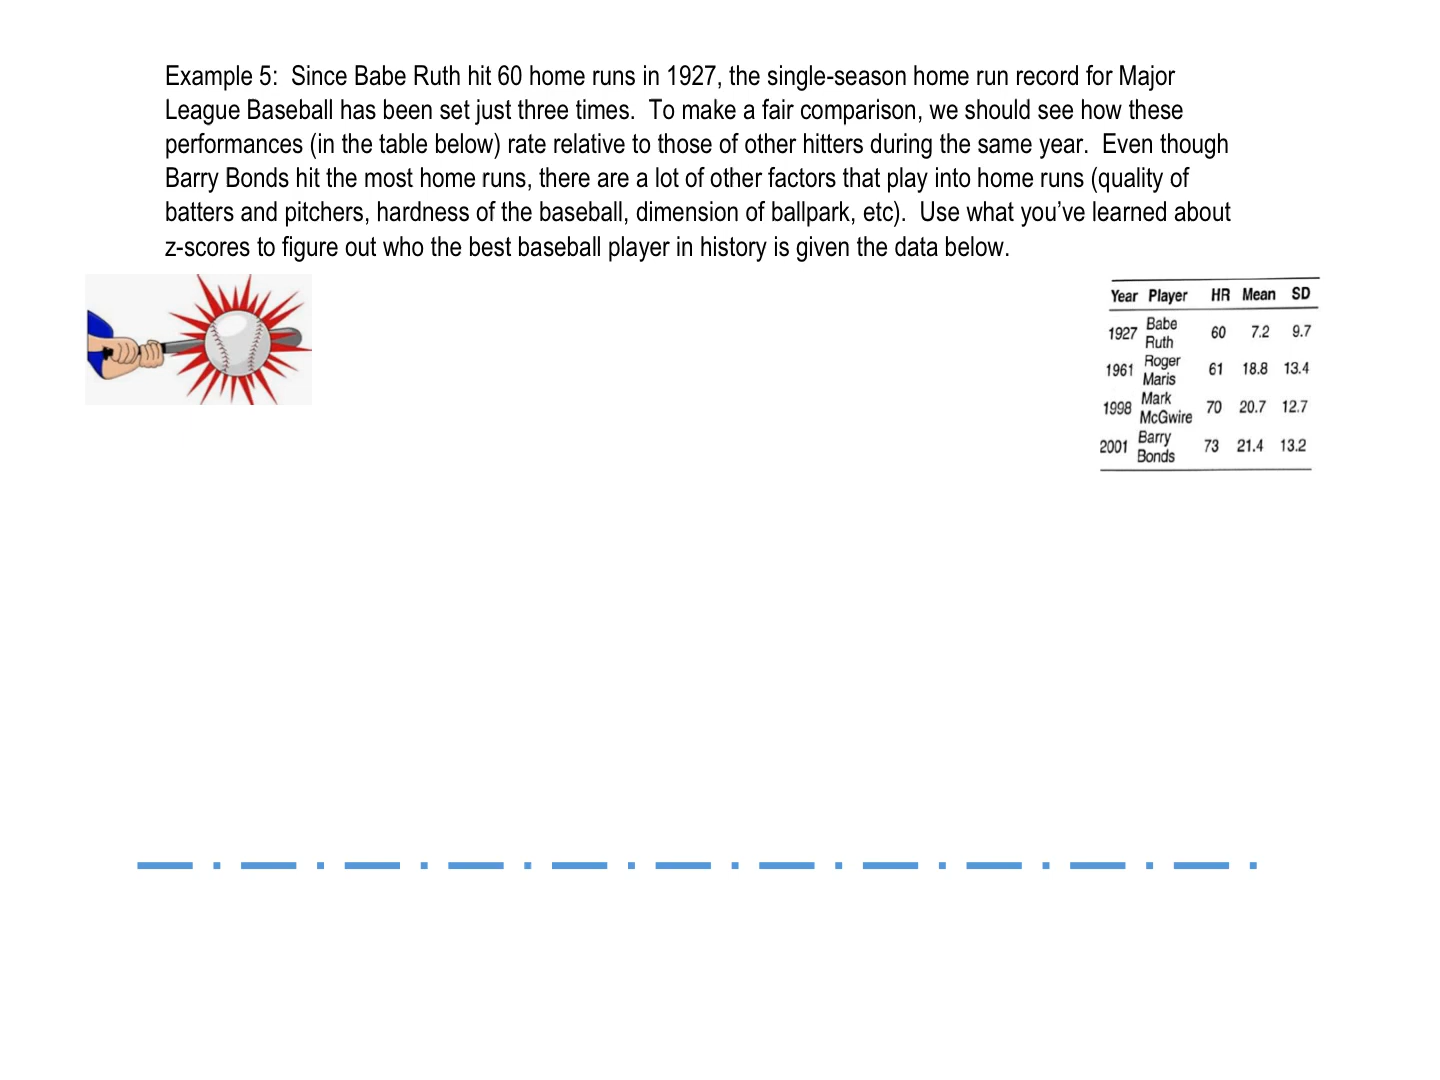 Example 5:  Since Babe Ruth hit 60 home runs in 1927, the single-season home run record for Major
League Baseball has been set just three times.  To make a fair comparison, we should see how these
performances (in the table below) rate relative to those of other hitters during the same year.  Even though
Barry Bonds hit the most home runs, there are a lot of other factors that play into home runs (quality of
batters and pitchers, hardness of the baseball, dimension of ballpark, etc).  Use what you’ve learned about
z-scores to figure out who the best baseball player in history is given the data below.
Year Player HR Mean SD
1927 Babe Ruth 60 7.2 9.7
1961 Roger Maris 61 18.8 13.4
1998 Mark McGwire 70 20.7 12.7
2001 Barry Bonds 73 21.4 13.2